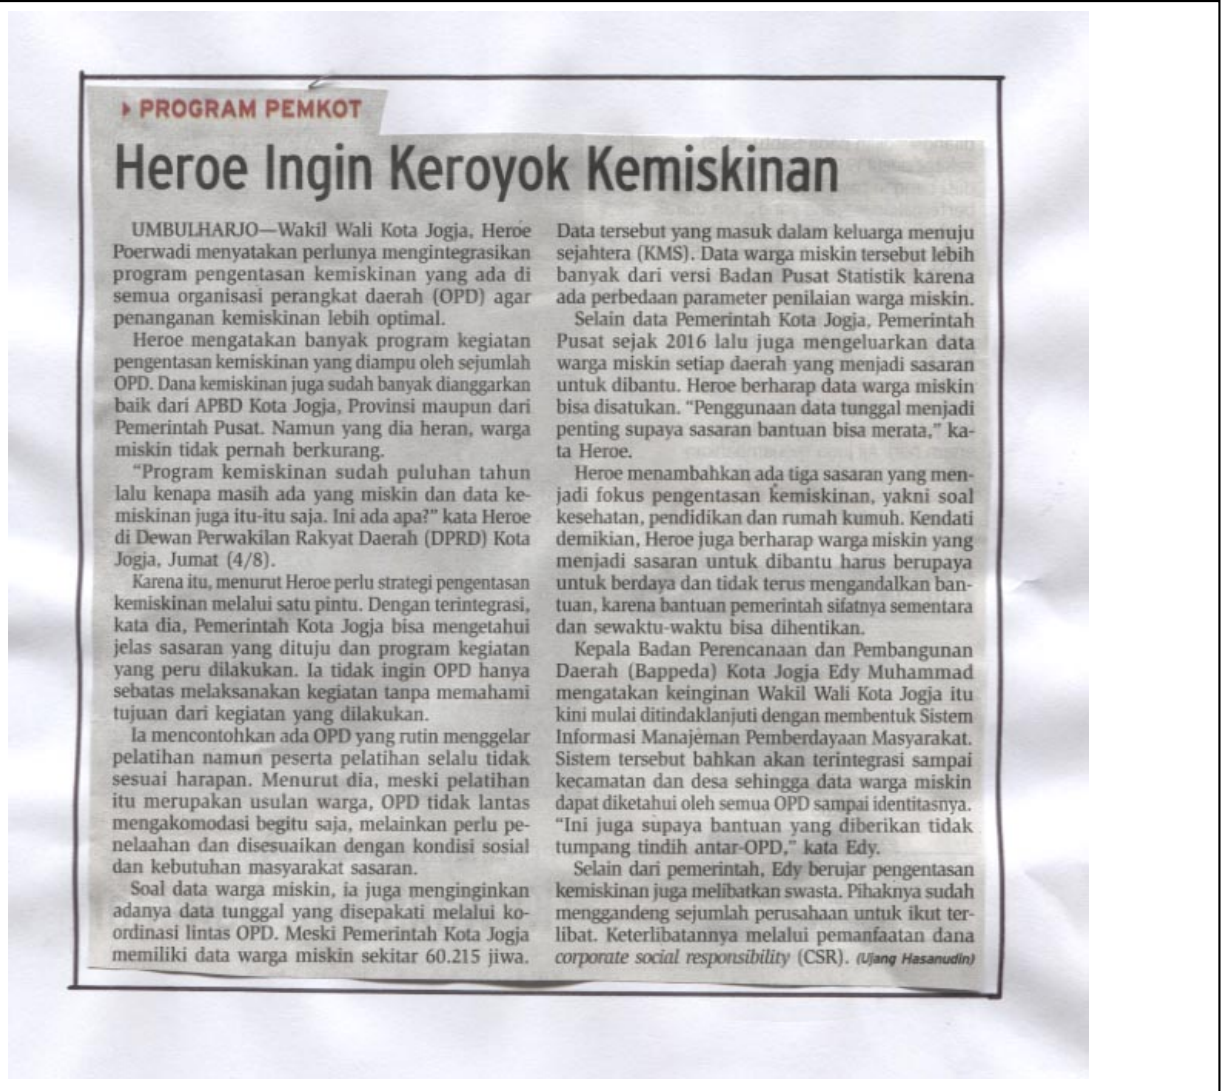 PROGRAM PEMKOT
Heroe Ingin Keroyok Kemiskinan
UMBULHARJO—Wakil Wali Kota Jogja, Heroe
Poerwadi menyatakan perlunya mengintegrasikan
program pengentasan kemiskinan yang ada di
semua organisasi perangkat daerah (OPD) agar
penanganan kemiskinan lebih optimal.
Heroe mengatakan banyak program kegiatan
pengentasan kemiskinan yang diampu oleh sejumlah
OPD. Dana kemiskinan juga sudah banyak dianggarkan
baik dari APBD Kota Jogja, Provinsi maupun dari
Pemerintah Pusat. Namun yang dia heran, warga
miskin tidak pernah berkurang.
“Program kemiskinan sudah puluhan tahun
lalu kenapa masih ada yang miskin dan data ke-
miskinan juga itu-itu saja. Ini ada apa?” kata Heroe
di Dewan Perwakilan Rakyat Daerah (DPRD) Kota
Jogja, Jumat (4/8).
Karena itu, menurut Heroe perlu strategi pengentasan
kemiskinan melalui satu pintu. Dengan terintegrasi,
kata dia, Pemerintah Kota Jogja bisa mengetahui
jelas sasaran yang dituju dan program kegiatan
yang peru dilakukan. Ia tidak ingin OPD hanya
sebatas melaksanakan kegiatan tanpa memahami
tujuan dari kegiatan yang dilakukan.
Ia mencontohkan ada OPD yang rutin menggelar
pelatihan namun peserta pelatihan selalu tidak
sesuai harapan. Menurut dia, meski pelatihan
itu merupakan usulan warga, OPD tidak lantas
mengakomodasi begitu saja, melainkan perlu pe-
nelaahan dan disesuaikan dengan kondisi sosial
dan kebutuhan masyarakat sasaran.
Soal data warga miskin, ia juga menginginkan
adanya data tunggal yang disepakati melalui ko-
ordinasi lintas OPD. Meski Pemerintah Kota Jogja
memiliki data warga miskin sekitar 60.215 jiwa.
Data tersebut yang masuk dalam keluarga menuju
sejahtera (KMS). Data warga miskin tersebut lebih
banyak dari versi Badan Pusat Statistik karena
ada perbedaan parameter penilaian warga miskin.
Selain data Pemerintah Kota Jogja, Pemerintah
Pusat sejak 2016 lalu juga mengeluarkan data
warga miskin setiap daerah yang menjadi sasaran
untuk dibantu. Heroe berharap data warga miskin
bisa disatukan. “Penggunaan data tunggal menjadi
penting supaya sasaran bantuan bisa merata,” ka-
ta Heroe.
Heroe menambahkan ada tiga sasaran yang men-
jadi fokus pengentasan kemiskinan, yakni soal
kesehatan, pendidikan dan rumah kumuh. Kendati
demikian, Heroe juga berharap warga miskin yang
menjadi sasaran untuk dibantu harus berupaya
untuk berdaya dan tidak terus mengandalkan ban-
tuan, karena bantuan pemerintah sifatnya sementara
dan sewaktu-waktu bisa dihentikan.
Kepala Badan Perencanaan dan Pembangunan
Daerah (Bappeda) Kota Jogja Edy Muhammad
mengatakan keinginan Wakil Wali Kota Jogja itu
kini mulai ditindaklanjuti dengan membentuk Sistem
Informasi Manajeman Pemberdayaan Masyarakat.
Sistem tersebut bahkan akan terintegrasi sampai
kecamatan dan desa sehingga data warga miskin
dapat diketahui oleh semua OPD sampai identitasnya.
“Ini juga supaya bantuan yang diberikan tidak
tumpang tindih antar-OPD,” kata Edy.
Selain dari pemerintah, Edy berujar pengentasan
kemiskinan juga melibatkan swasta. Pihaknya sudah
menggandeng sejumlah perusahaan untuk ikut ter-
libat. Keterlibatannya melalui pemanfaatan dana
corporate social responsibility (CSR). (Ujang Hasanudin)